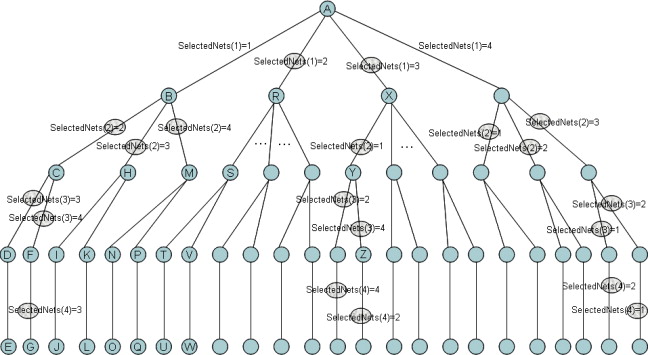 A
SelectedNets(1)=1
SelectedNets(1)=4
SelectedNets(1)=2
SelectedNets(1)=3
B
R
X
SelectedNets(2)=2
SelectedNets(2)=4
SelectedNets(2)=1
SelectedNets(2)=3
SelectedNets(2)=3
... ...
SelectedNets(2)=1
...
SelectedNets(2)=2
C
H
M
S
Y
SelectedNets(3)=3
SelectedNets(3)=2
SelectedNets(3)=2
SelectedNets(3)=4
SelectedNets(3)=4
SelectedNets(3)=1
D
F
I
K
N
P
T
V
Z
SelectedNets(4)=4
SelectedNets(4)=2
SelectedNets(4)=3
SelectedNets(4)=2
SelectedNets(4)=1
E
G
J
L
O
Q
U
W